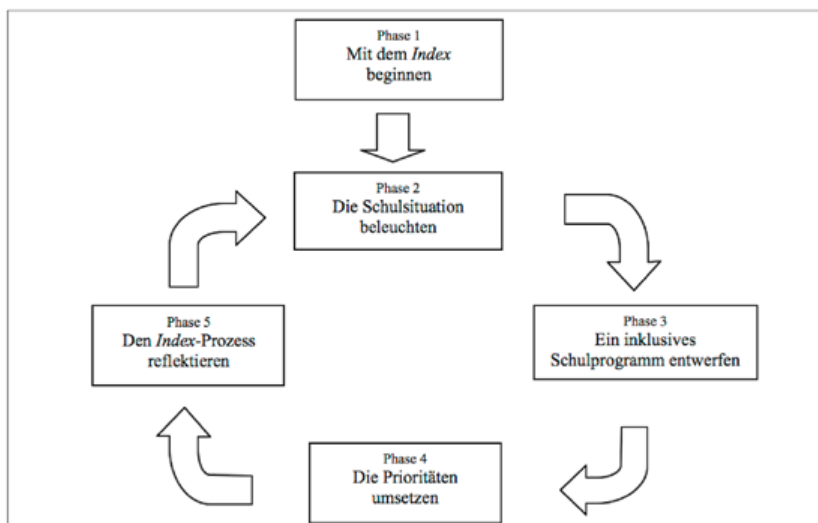 Phase 1
Mit dem Index
beginnen
Phase 2
Die Schulsituation
beleuchten
Phase 5
Den Index-Prozess
reflektieren
Phase 3
Ein inklusives
Schulprogramm entwerfen
Phase 4
Die Prioritäten
umsetzen